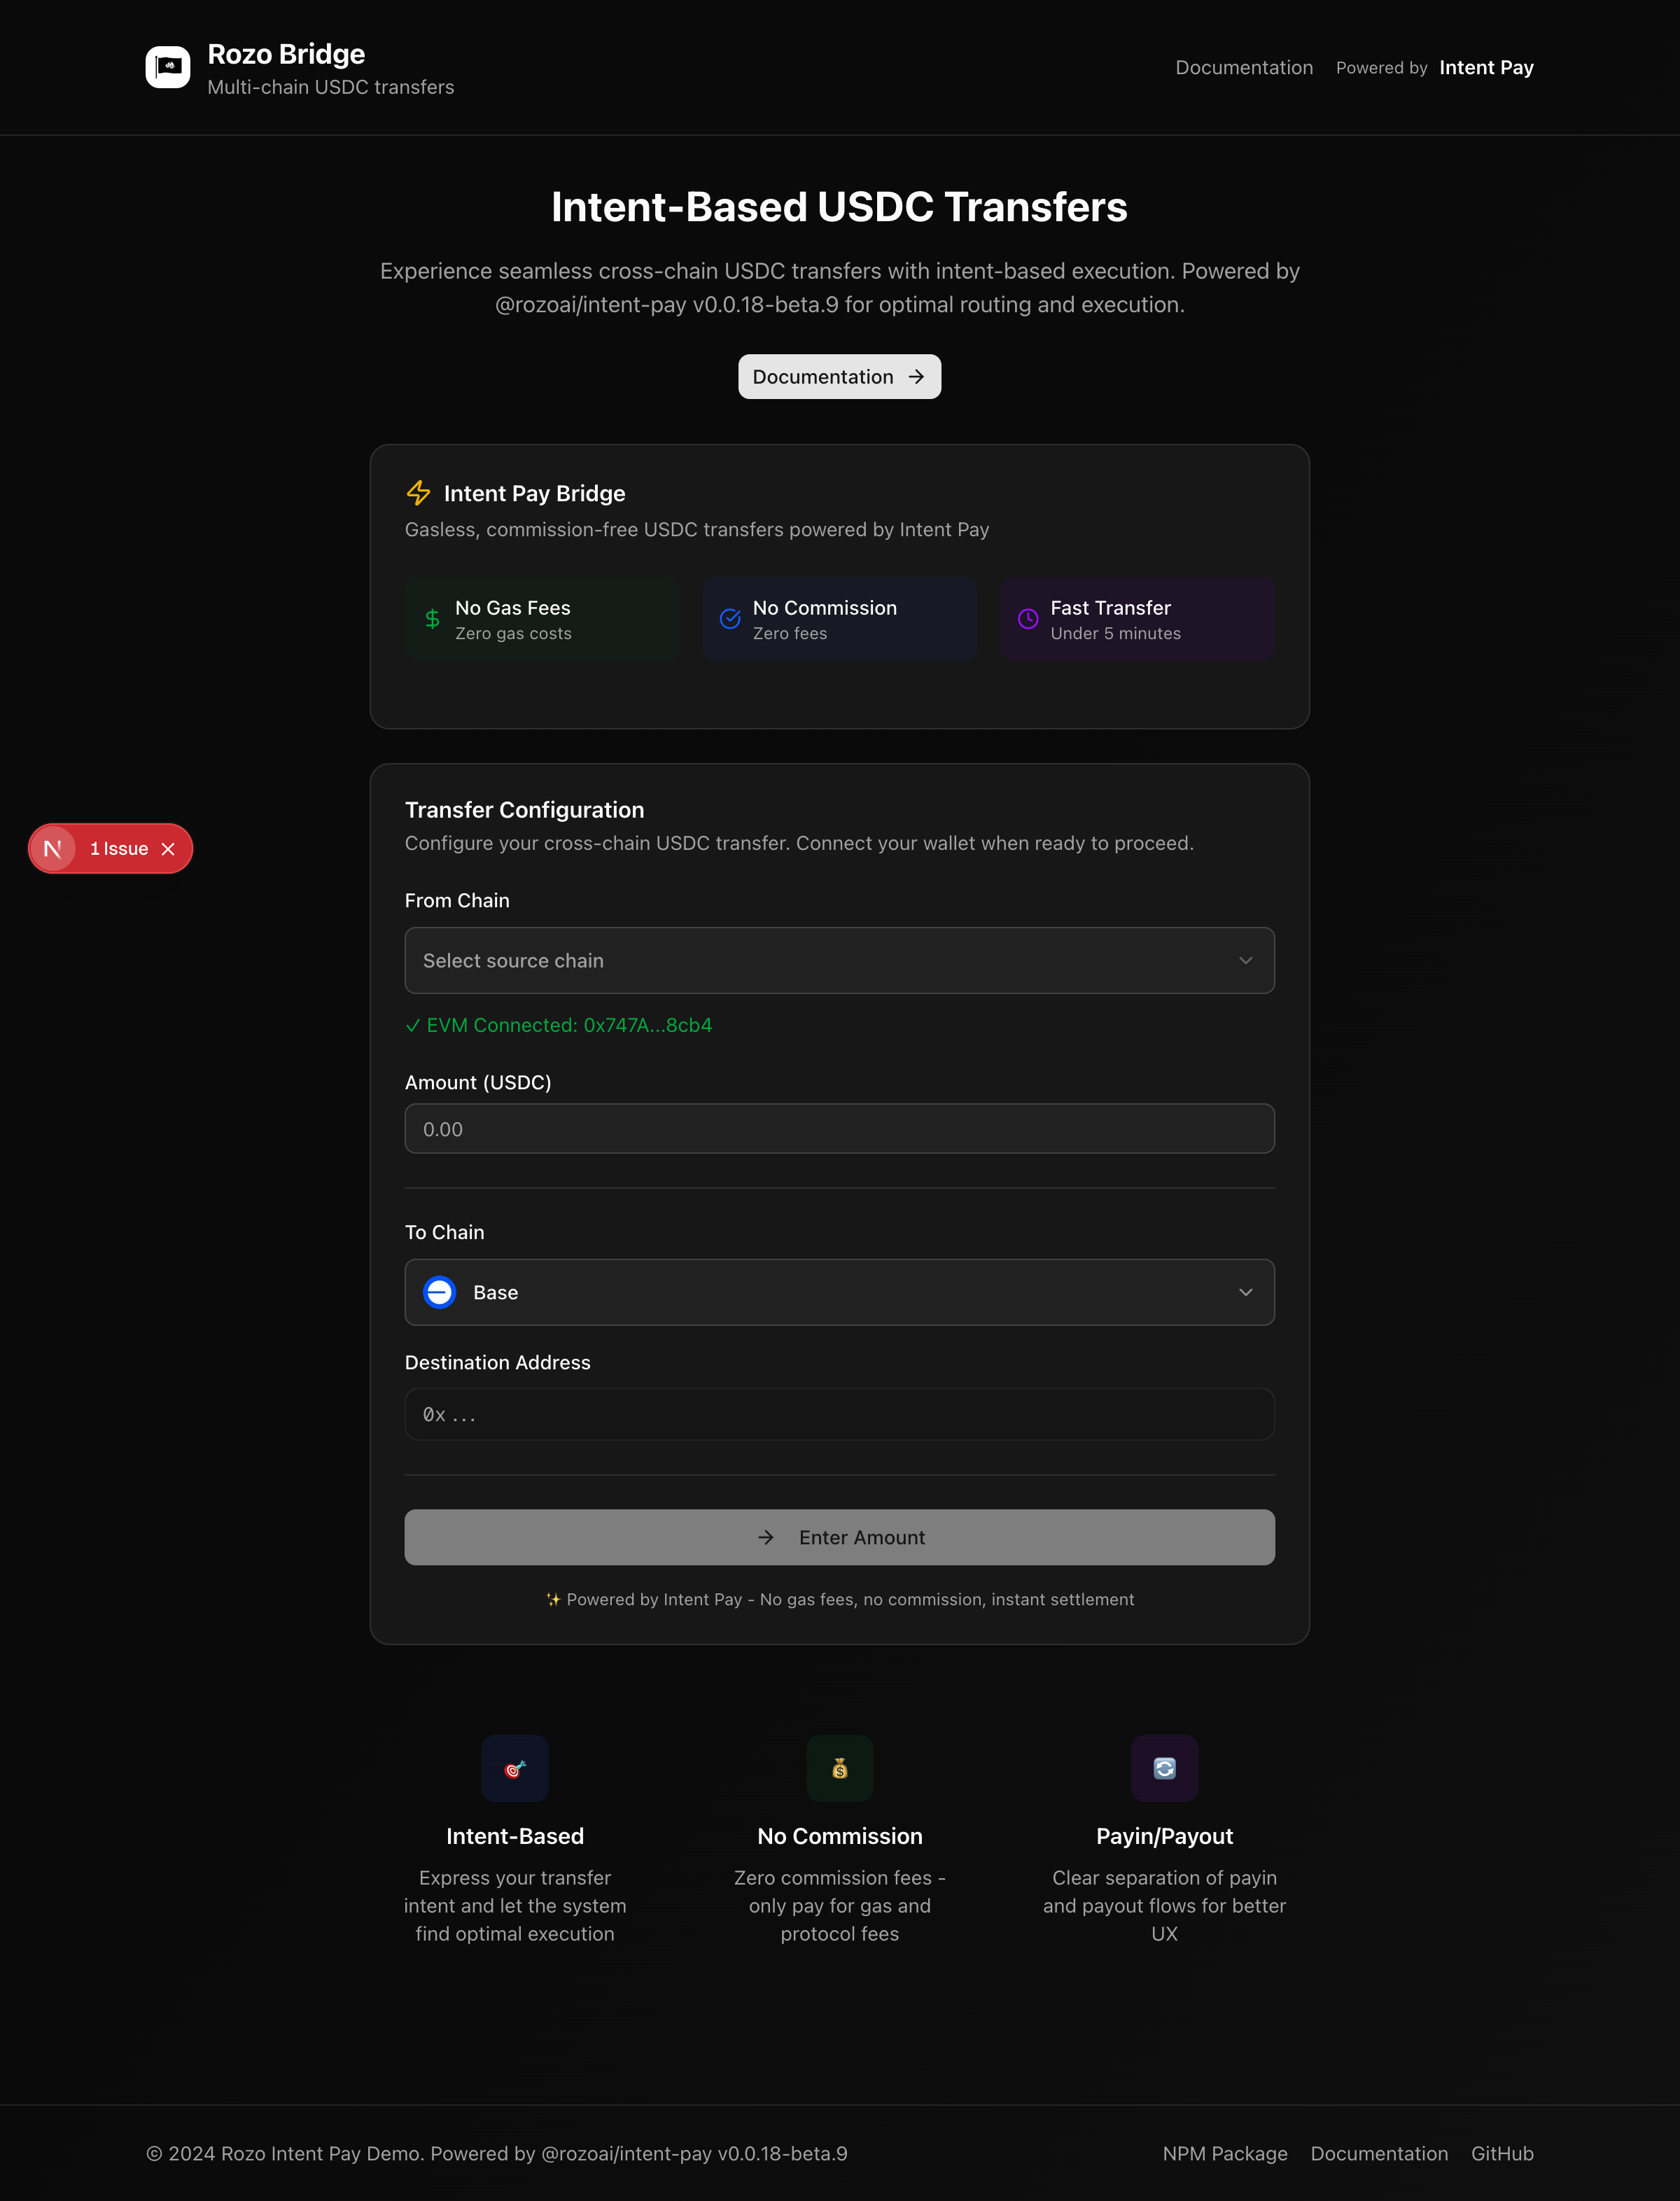 Rozo Bridge
Multi-chain USDC transfers
Documentation
Powered by Intent Pay
Intent-Based USDC Transfers
Experience seamless cross-chain USDC transfers with intent-based execution. Powered by
@rozoai/intent-pay v0.0.18-beta.9 for optimal routing and execution.
Documentation →
Intent Pay Bridge
Gasless, commission-free USDC transfers powered by Intent Pay
No Gas Fees
Zero gas costs
No Commission
Zero fees
Fast Transfer
Under 5 minutes
N 1 Issue ×
Transfer Configuration
Configure your cross-chain USDC transfer. Connect your wallet when ready to proceed.
From Chain
Select source chain
✓ EVM Connected: 0x747A...8cb4
Amount (USDC)
0.00
To Chain
Base
Destination Address
0x ...
→ Enter Amount
✨ Powered by Intent Pay - No gas fees, no commission, instant settlement
Intent-Based
Express your transfer
intent and let the system
find optimal execution
No Commission
Zero commission fees -
only pay for gas and
protocol fees
Payin/Payout
Clear separation of payin
and payout flows for better
UX
© 2024 Rozo Intent Pay Demo. Powered by @rozoai/intent-pay v0.0.18-beta.9
NPM Package
Documentation
GitHub